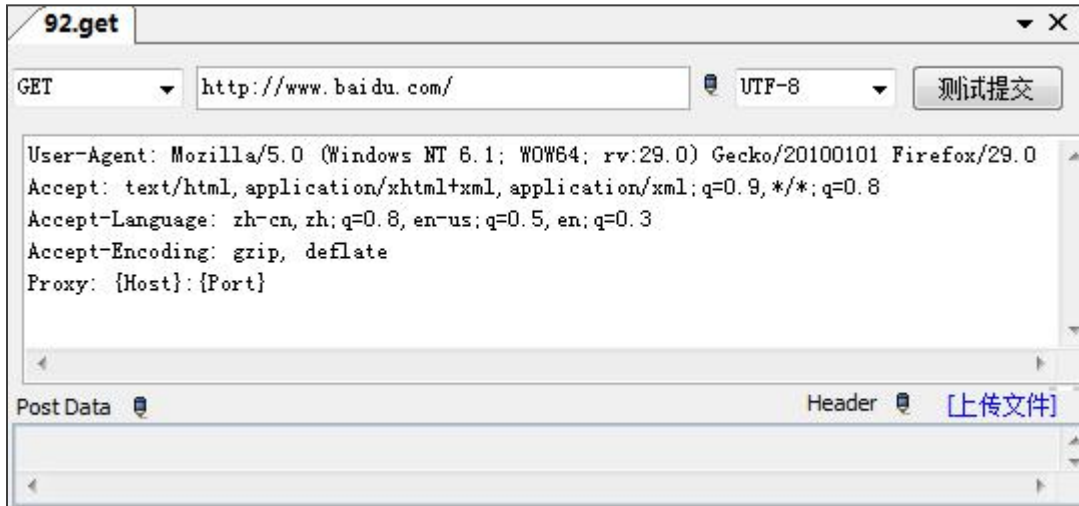 92.get
GET http://www.baidu.com/ UTF-8 测试提交
User-Agent: Mozilla/5.0 (Windows NT 6.1; WOW64; rv:29.0) Gecko/20100101 Firefox/29.0
Accept: text/html,application/xhtml+xml,application/xml;q=0.9,*/*;q=0.8
Accept-Language: zh-cn,zh;q=0.8,en-us;q=0.5,en;q=0.3
Accept-Encoding: gzip, deflate
Proxy: {Host}:{Port}
Post Data Header [上传文件]